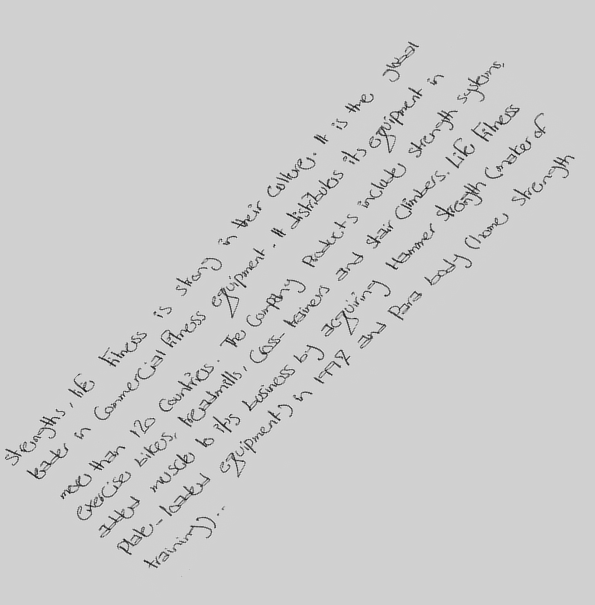 strengths, life fitness is strong in their culture. It is the global
leader in Commercial fitness equipment. It distributes its equipment in
more than 120 Countries. The Company Products include strength systems,
exercise bikes, treadmills, cross-trainers and stair Climbers. Life Fitness
added muscle to its business by acquiring Hammer Strength (maker of
Plate-loaded equipment) in 1998 and Para body (home strength
training)...